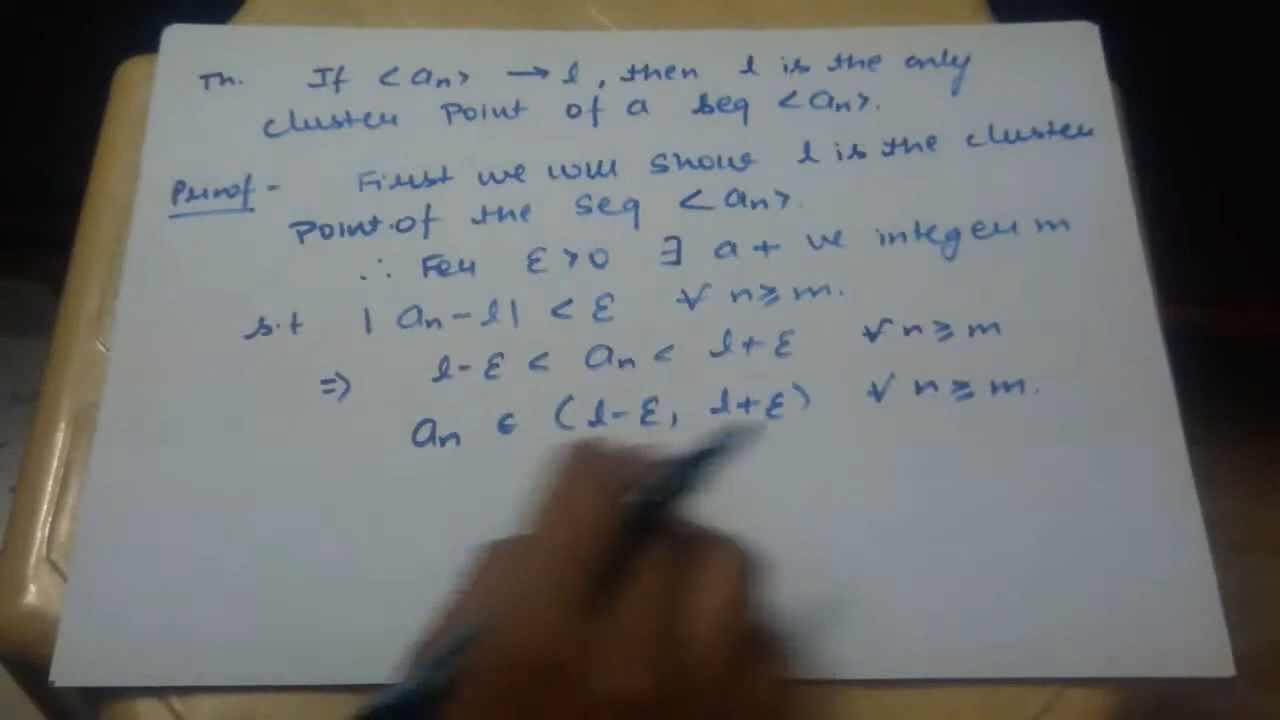 Th. If <an> → l, then l is the only
cluster point of a seq <an>.
Proof - First we will show l is the cluster
point of the seq <an>.
∴ For ε > 0 ∃ a + ve integer m
s.t |an - l| < ε ∀ n ≥ m.
⇒ l - ε < an < l + ε ∀ n ≥ m
an ∈ (l - ε, l + ε) ∀ n ≥ m.